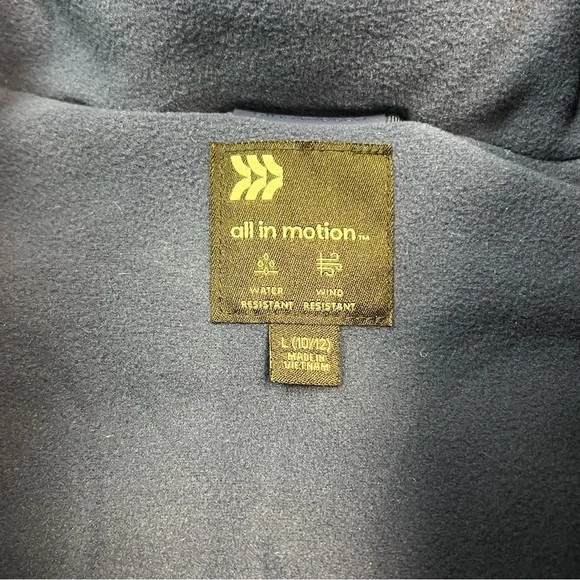 all in motion™
WATER RESISTANT
WIND RESISTANT
L (10/12)
MADE IN
VIETNAM